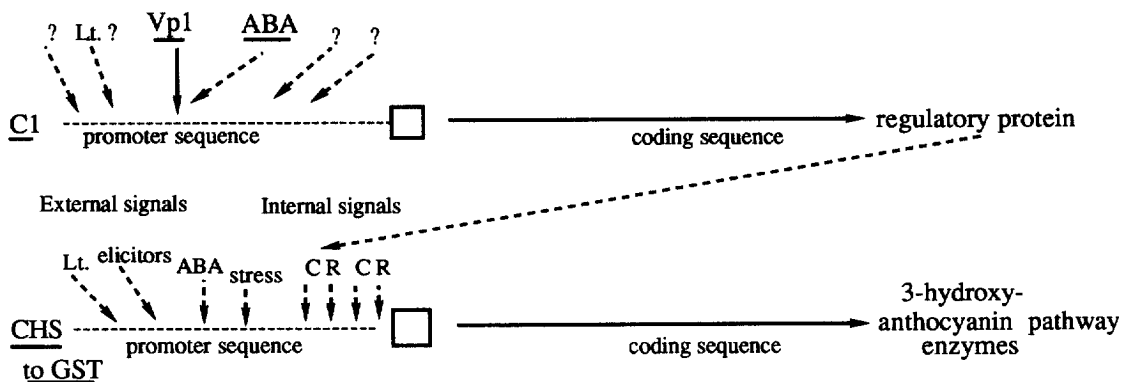 ? Lt. ? Vp1 ABA ? ?
C1 promoter sequence coding sequence regulatory protein
External signals Internal signals
Lt. elicitors ABA stress C R C R
CHS promoter sequence coding sequence
to GST
3-hydroxy-
anthocyanin pathway
enzymes